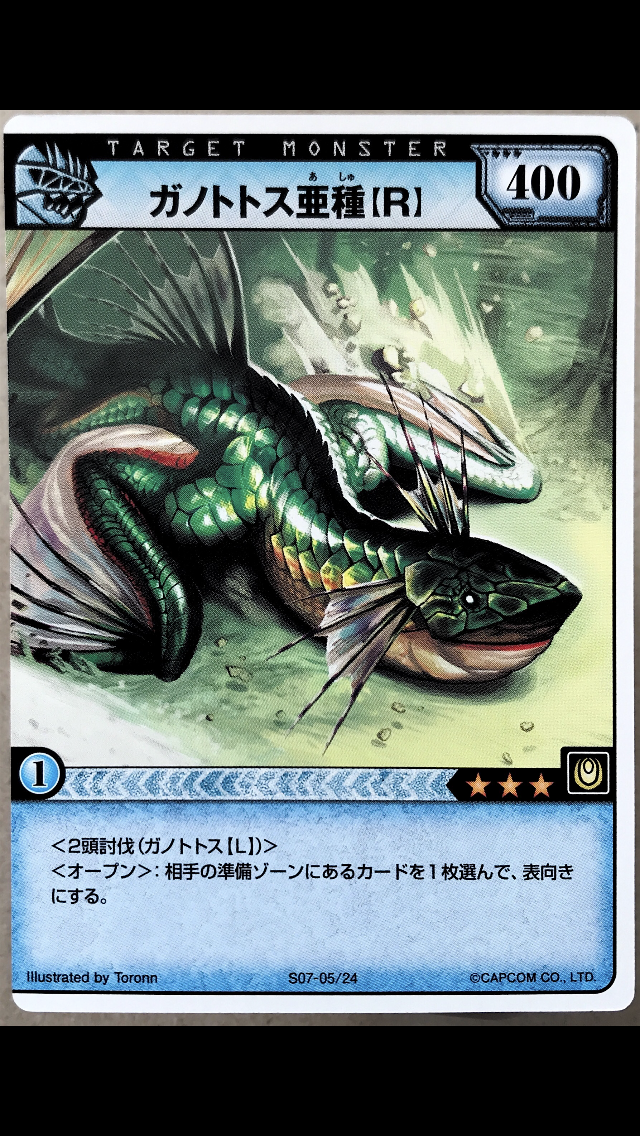 TARGET MONSTER
あ しゅ
ガノトトス亜種【R】
400
1
<2頭討伐(ガノトトス【L】)>
<オープン>:相手の準備ゾーンにあるカードを1枚選んで、表向き
にする。
Illustrated by Toronn
S07-05/24
©CAPCOM CO., LTD.